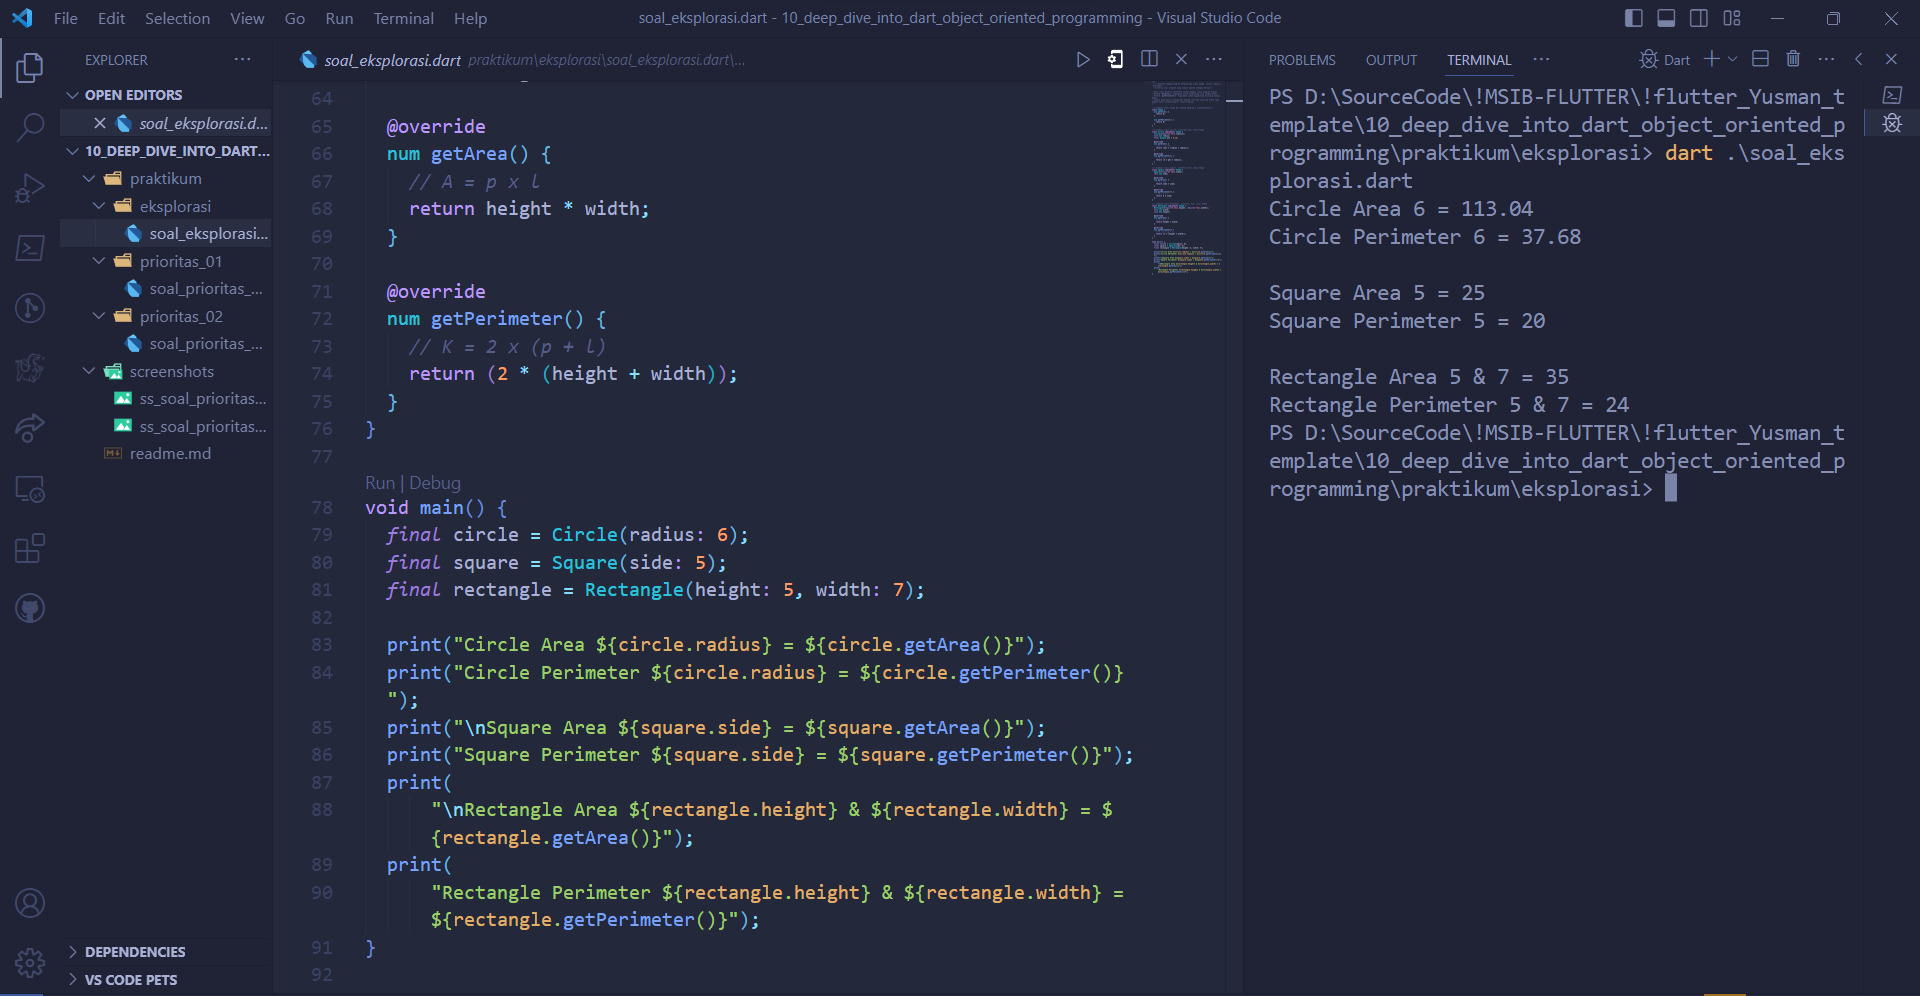 File Edit Selection View Go Run Terminal Help
soal_eksplorasi.dart - 10_deep_dive_into_dart_object_oriented_programming - Visual Studio Code
EXPLORER
OPEN EDITORS
soal_eksplorasi.d...
10_DEEP_DIVE_INTO_DART...
praktikum
eksplorasi
soal_eksplorasi...
prioritas_01
soal_prioritas_...
prioritas_02
soal_prioritas_...
screenshots
ss_soal_prioritas...
ss_soal_prioritas...
readme.md
DEPENDENCIES
VS CODE PETS
soal_eksplorasi.dart praktikum\eksplorasi\soal_eksplorasi.dart\...
64
65 @override
66 num getArea() {
67 // A = p x l
68 return height * width;
69 }
70
71 @override
72 num getPerimeter() {
73 // K = 2 x (p + l)
74 return (2 * (height + width));
75 }
76 }
77
Run | Debug
78 void main() {
79 final circle = Circle(radius: 6);
80 final square = Square(side: 5);
81 final rectangle = Rectangle(height: 5, width: 7);
82
83 print("Circle Area ${circle.radius} = ${circle.getArea()}");
84 print("Circle Perimeter ${circle.radius} = ${circle.getPerimeter()}
");
85 print("\nSquare Area ${square.side} = ${square.getArea()}");
86 print("Square Perimeter ${square.side} = ${square.getPerimeter()}");
87 print(
88 "\nRectangle Area ${rectangle.height} & ${rectangle.width} = $
{rectangle.getArea()}");
89 print(
90 "Rectangle Perimeter ${rectangle.height} & ${rectangle.width} =
${rectangle.getPerimeter()}");
91 }
92
PROBLEMS OUTPUT TERMINAL
Dart
PS D:\SourceCode\!MSIB-FLUTTER\!flutter_Yusman_t
emplate\10_deep_dive_into_dart_object_oriented_p
rogramming\praktikum\eksplorasi> dart .\soal_eks
plorasi.dart
Circle Area 6 = 113.04
Circle Perimeter 6 = 37.68
Square Area 5 = 25
Square Perimeter 5 = 20
Rectangle Area 5 & 7 = 35
Rectangle Perimeter 5 & 7 = 24
PS D:\SourceCode\!MSIB-FLUTTER\!flutter_Yusman_t
emplate\10_deep_dive_into_dart_object_oriented_p
rogramming\praktikum\eksplorasi>